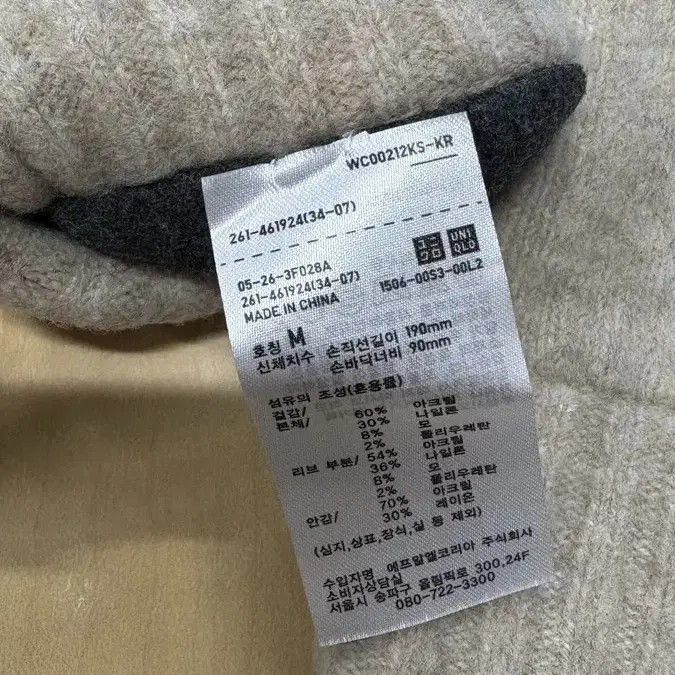 WC00212KS-KR
261-461924(34-07)
ユニクロ UNIQLO
05-26-3F028A
261-461924(34-07) 1506-00S3-00L2
MADE IN CHINA
호칭 M
신체치수 손직선길이 190mm
손바닥너비 90mm
섬유의 조성(혼용률)
겉감/ 60% 아크릴
본체/ 30% 나일론
8% 모
2% 폴리우레탄
리브 부분/ 54% 아크릴
36% 나일론
8% 모
2% 폴리우레탄
안감/ 70% 아크릴
30% 레이온
(심지,상표,장식,실 등 제외)
수입자명 에프알엘코리아 주식회사
소비자상담실
서울시 송파구 올림픽로 300,24F
080-722-3300